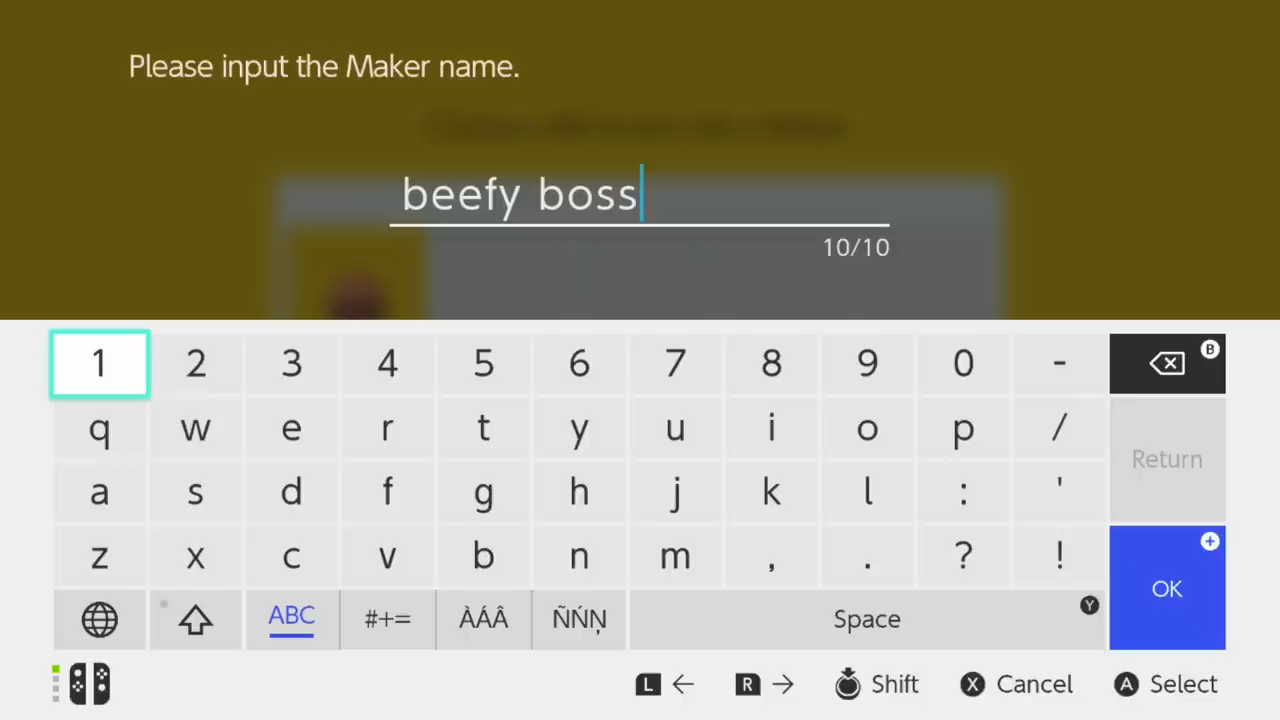 Please input the Maker name.
beefy boss
10/10
1 2 3 4 5 6 7 8 9 0 - B
q w e r t y u i o p / Return
a s d f g h j k l : '
z x c v b n m , . ? ! + OK
ABC #+= ÀÁÂ ÑŃŅ Space Y
L ← R → Shift X Cancel A Select